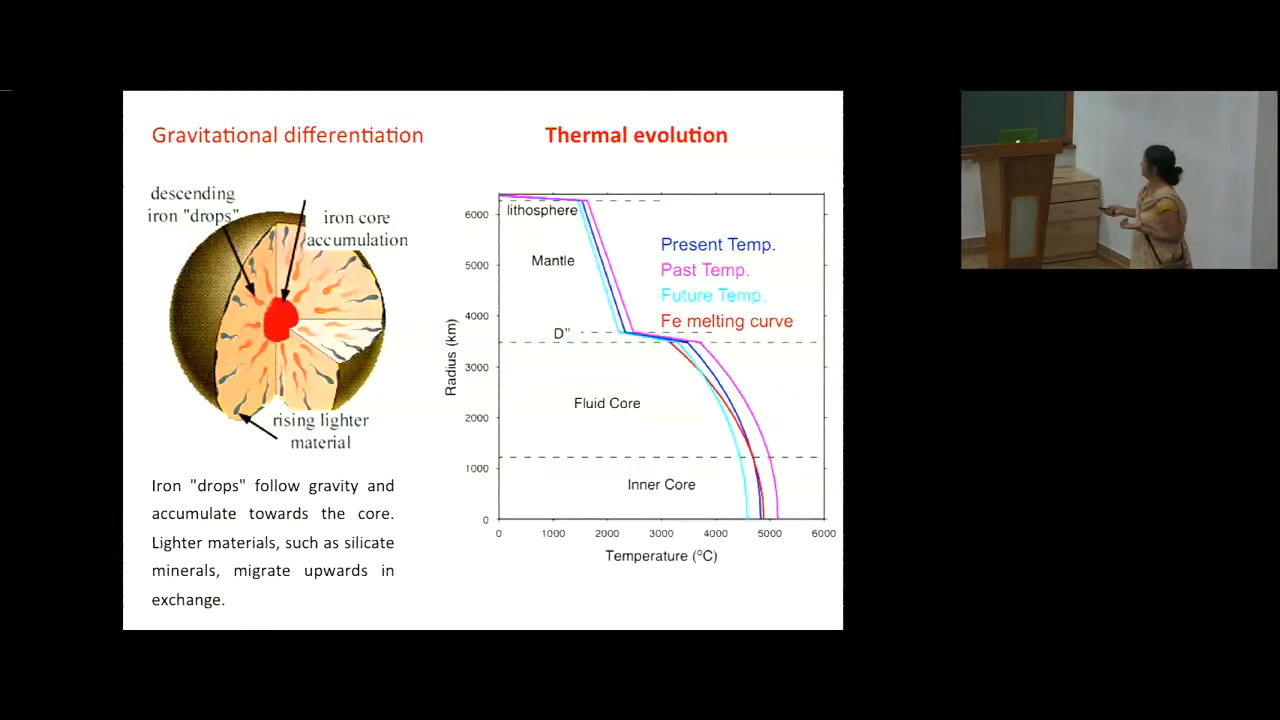 Gravitational differentiation
Thermal evolution
descending
iron "drops"
iron core
accumulation
rising lighter
material
Iron "drops" follow gravity and
accumulate towards the core.
Lighter materials, such as silicate
minerals, migrate upwards in
exchange.
lithosphere
Mantle
D"
Fluid Core
Inner Core
Present Temp.
Past Temp.
Future Temp.
Fe melting curve
Radius (km)
6000
5000
4000
3000
2000
1000
0
0 1000 2000 3000 4000 5000 6000
Temperature (°C)